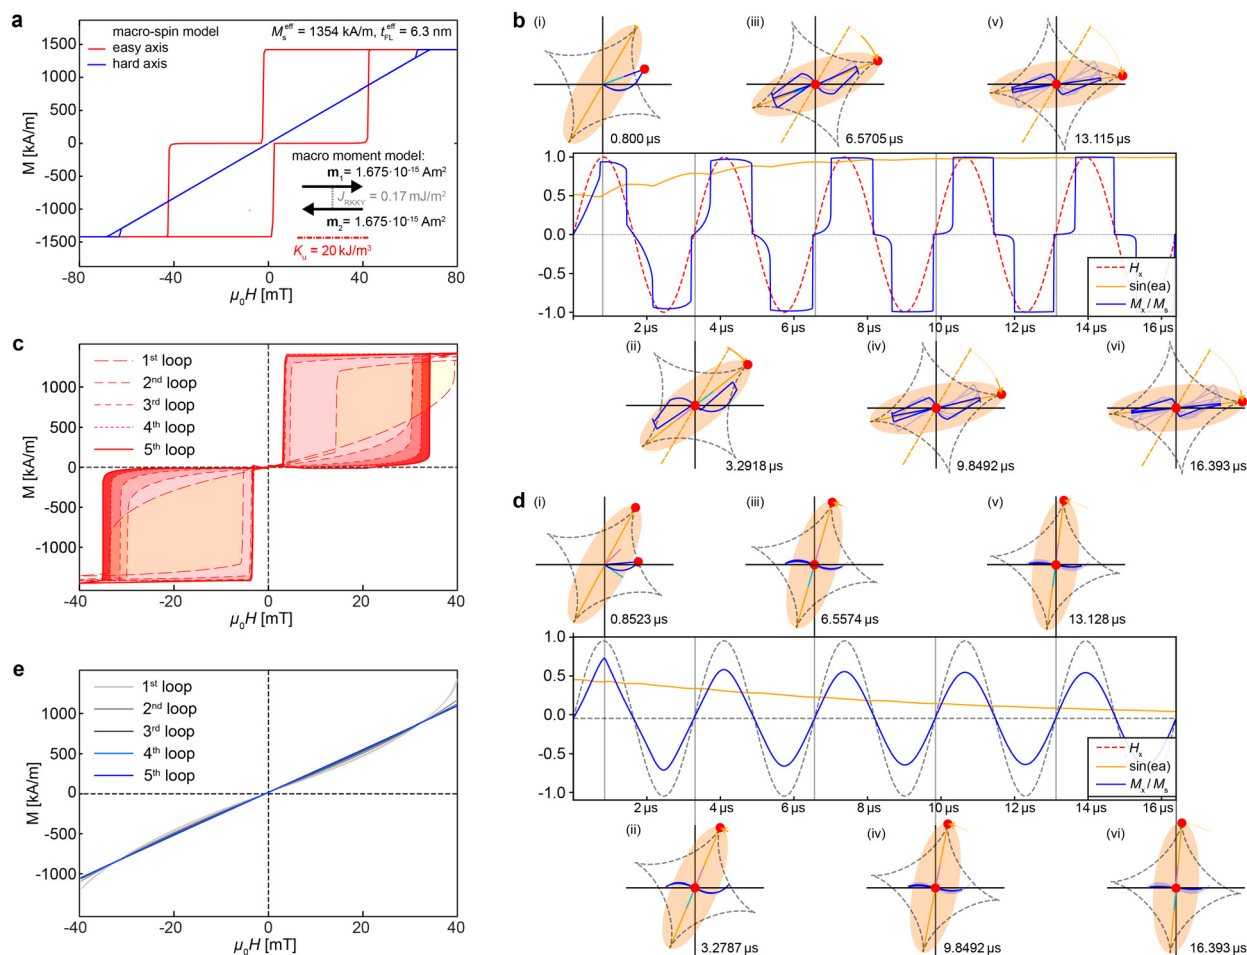 a
macro-spin model
easy axis
hard axis
M_s^eff = 1354 kA/m, t_FL^eff = 6.3 nm
1500
1000
500
0
-500
-1000
-1500
M [kA/m]
macro moment model:
m₁= 1.675·10⁻¹⁵ Am²
J_RKKY = 0.17 mJ/m²
m₂= 1.675·10⁻¹⁵ Am²
K_u = 20 kJ/m³
-80
-40
0
40
80
μ₀H [mT]
b
(i)
0.800 μs
(iii)
6.5705 μs
(v)
13.115 μs
1.0
0.5
0.0
-0.5
-1.0
H_x
sin(ea)
M_x / M_s
2 μs
4 μs
6 μs
8 μs
10 μs
12 μs
14 μs
16 μs
(ii)
3.2918 μs
(iv)
9.8492 μs
(vi)
16.393 μs
c
1st loop
2nd loop
3rd loop
4th loop
5th loop
1000
500
0
-500
-1000
M [kA/m]
-40
-20
0
20
40
μ₀H [mT]
d
(i)
0.8523 μs
(iii)
6.5574 μs
(v)
13.128 μs
1.0
0.5
0.0
-0.5
-1.0
H_x
sin(ea)
M_x / M_s
2 μs
4 μs
6 μs
8 μs
10 μs
12 μs
14 μs
16 μs
(ii)
3.2787 μs
(iv)
9.8492 μs
(vi)
16.393 μs
e
1st loop
2nd loop
3rd loop
4th loop
5th loop
1000
500
0
-500
-1000
M [kA/m]
-40
-20
0
20
40
μ₀H [mT]